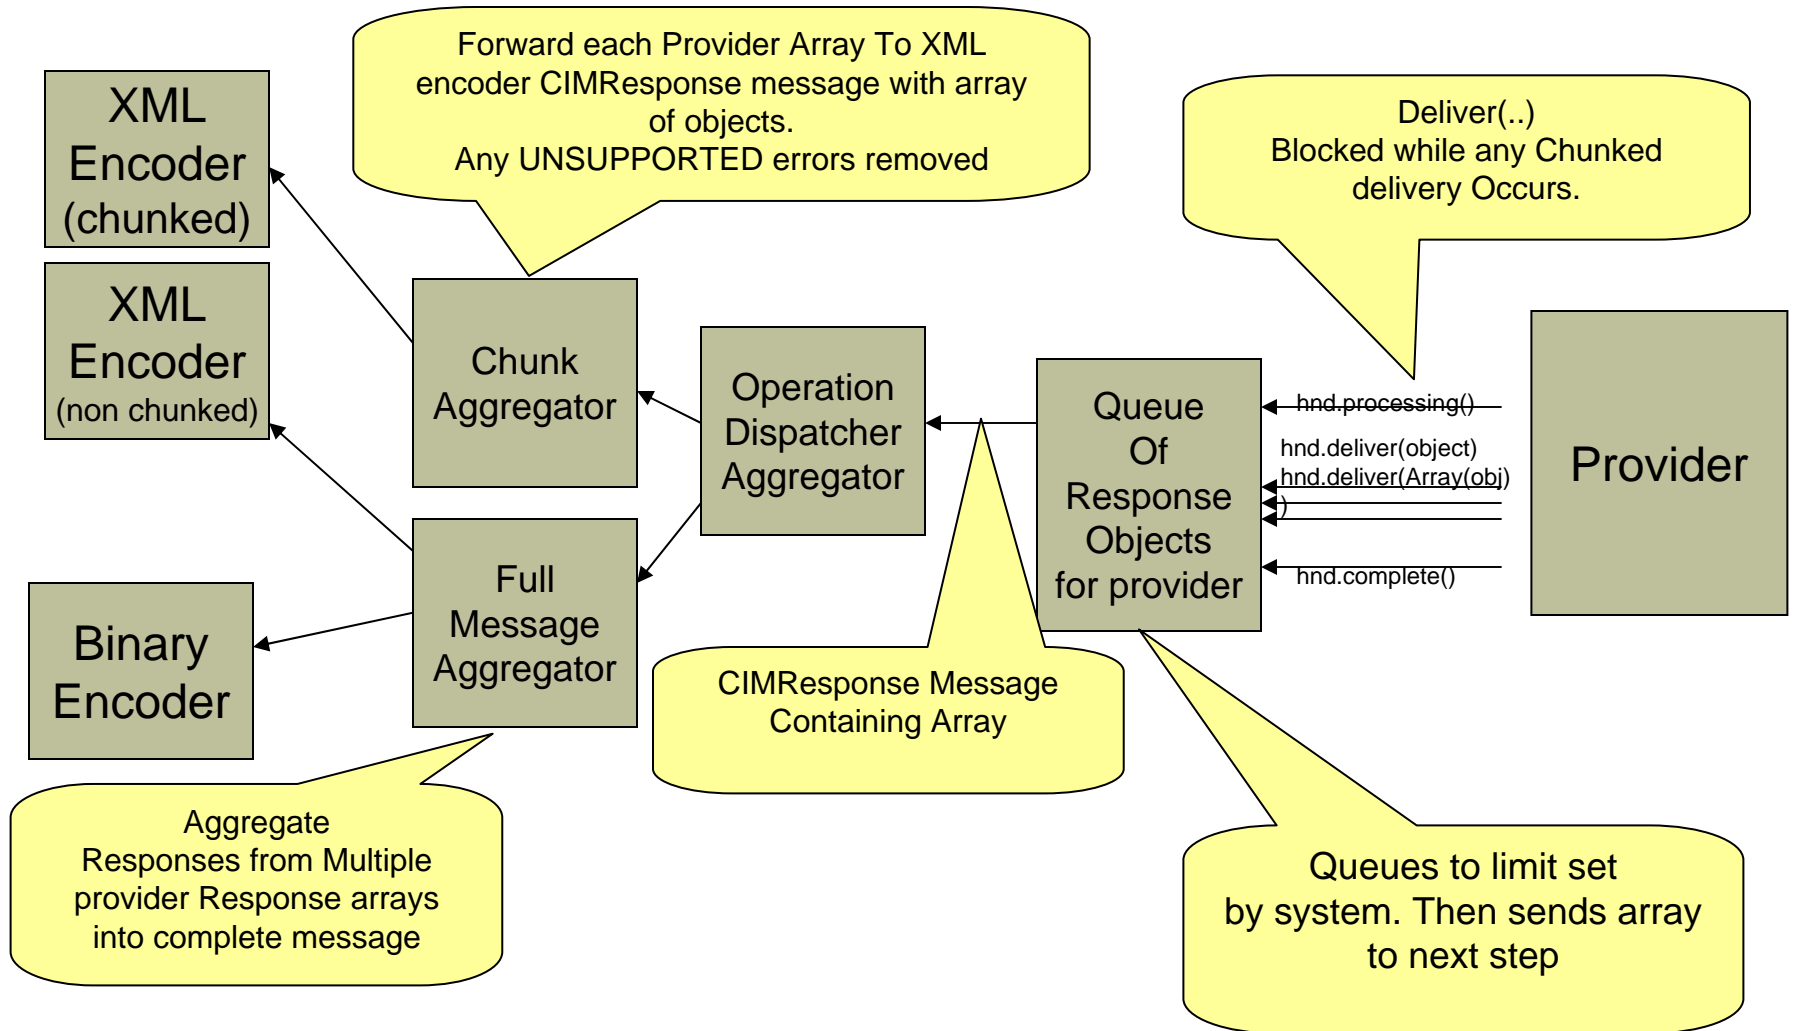 Forward each Provider Array To XML
encoder CIMResponse message with array
of objects.
Any UNSUPPORTED errors removed
XML
Encoder
(chunked)
Deliver(..)
Blocked while any Chunked
delivery Occurs.
XML
Encoder
(non chunked)
Chunk
Aggregator
Operation
Dispatcher
Aggregator
Queue
Of
Response
Objects
for provider
hnd.processing()
hnd.deliver(object)
hnd.deliver(Array(obj)
)
hnd.complete()
Provider
Full
Message
Aggregator
Binary
Encoder
CIMResponse Message
Containing Array
Aggregate
Responses from Multiple
provider Response arrays
into complete message
Queues to limit set
by system. Then sends array
to next step